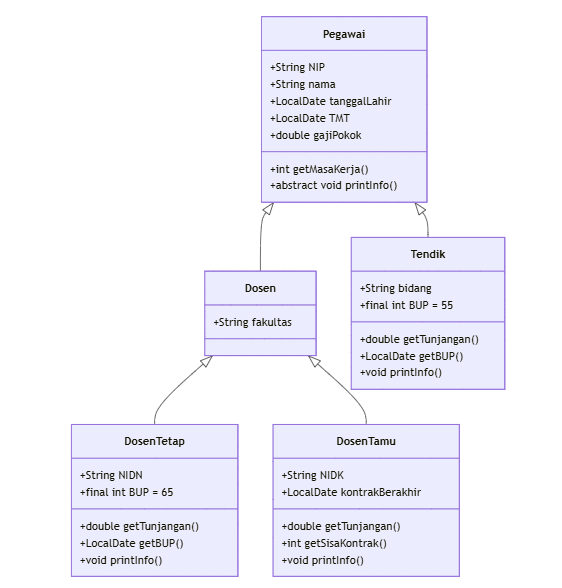 Pegawai
+String NIP
+String nama
+LocalDate tanggalLahir
+LocalDate TMT
+double gajiPokok
+int getMasaKerja()
+abstract void printInfo()
Dosen
+String fakultas
Tendik
+String bidang
+final int BUP = 55
+double getTunjangan()
+LocalDate getBUP()
+void printInfo()
DosenTetap
+String NIDN
+final int BUP = 65
+double getTunjangan()
+LocalDate getBUP()
+void printInfo()
DosenTamu
+String NIDK
+LocalDate kontrakBerakhir
+double getTunjangan()
+int getSisaKontrak()
+void printInfo()